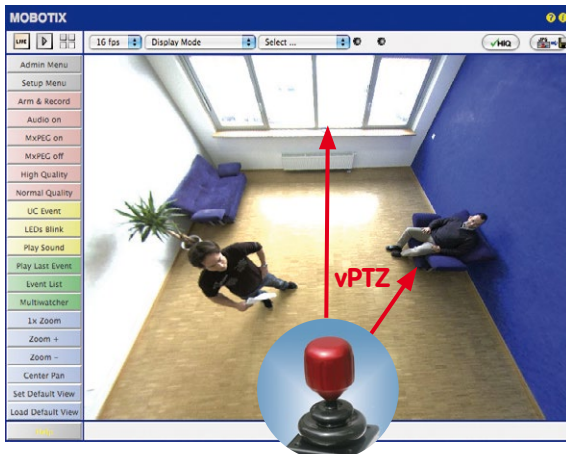 MOBOTIX
LIVE
16 fps
Display Mode
Select ...
HIQ
Admin Menu
Setup Menu
Arm & Record
Audio on
MxPEG on
MxPEG off
High Quality
Normal Quality
UC Event
LEDs Blink
Play Sound
Play Last Event
Event List
Multiwatcher
1x Zoom
Zoom +
Zoom -
Center Pan
Set Default View
Load Default View
vPTZ